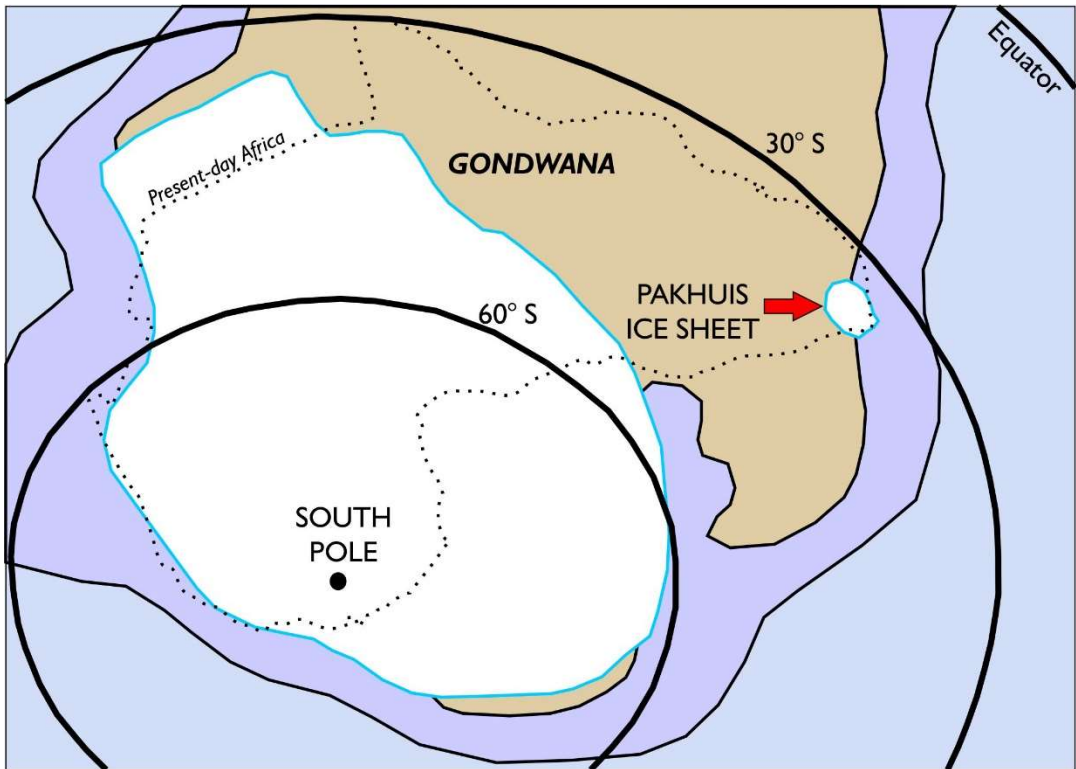 Equator
30° S
Present-day Africa
GONDWANA
PAKHUIS
ICE SHEET
60° S
SOUTH
POLE